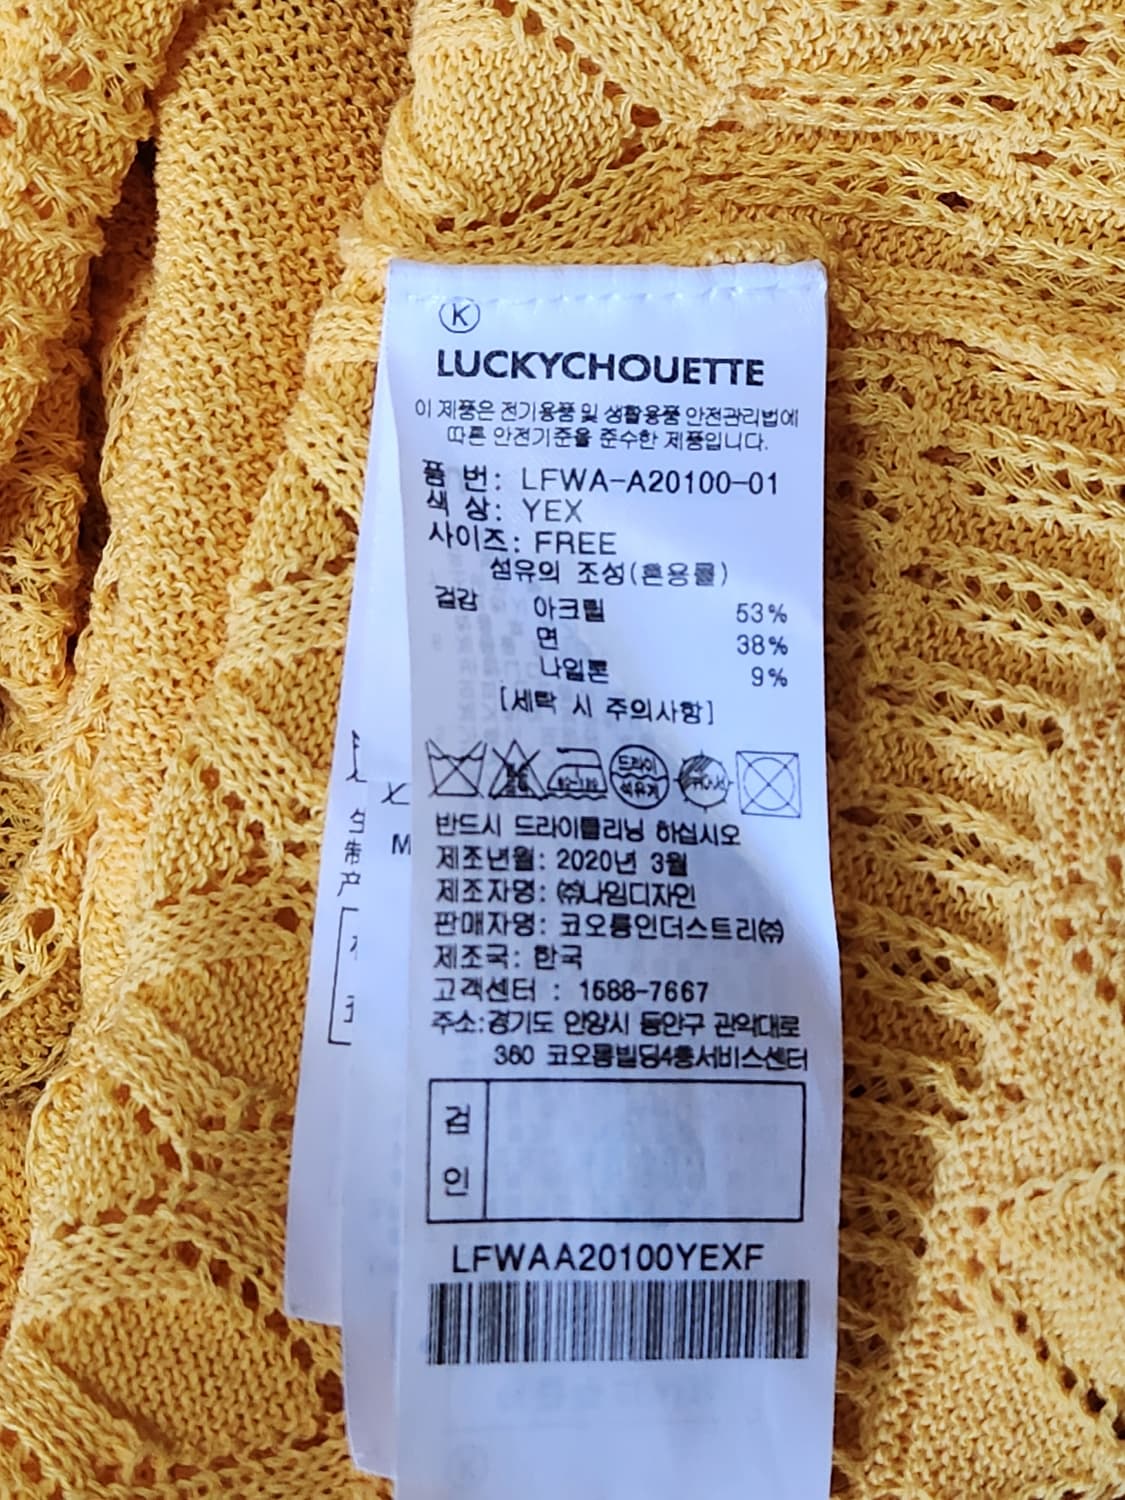 K
LUCKYCHOUETTE
이 제품은 전기용품 및 생활용품 안전관리법에
따른 안전기준을 준수한 제품입니다.
품 번: LFWA-A20100-01
색 상: YEX
사이즈: FREE
섬유의 조성(혼용률)
겉감 아크릴 53%
면 38%
나일론 9%
[세탁 시 주의사항]
드라이
석유계
반드시 드라이클리닝 하십시오
제조년월: 2020년 3월
제조자명: ㈜나임디자인
판매자명: 코오롱인더스트리㈜
제조국: 한국
고객센터 : 1588-7667
주소:경기도 안양시 동안구 관악대로
360 코오롱빌딩4층서비스센터
검
인
LFWAA20100YEXF
M
产